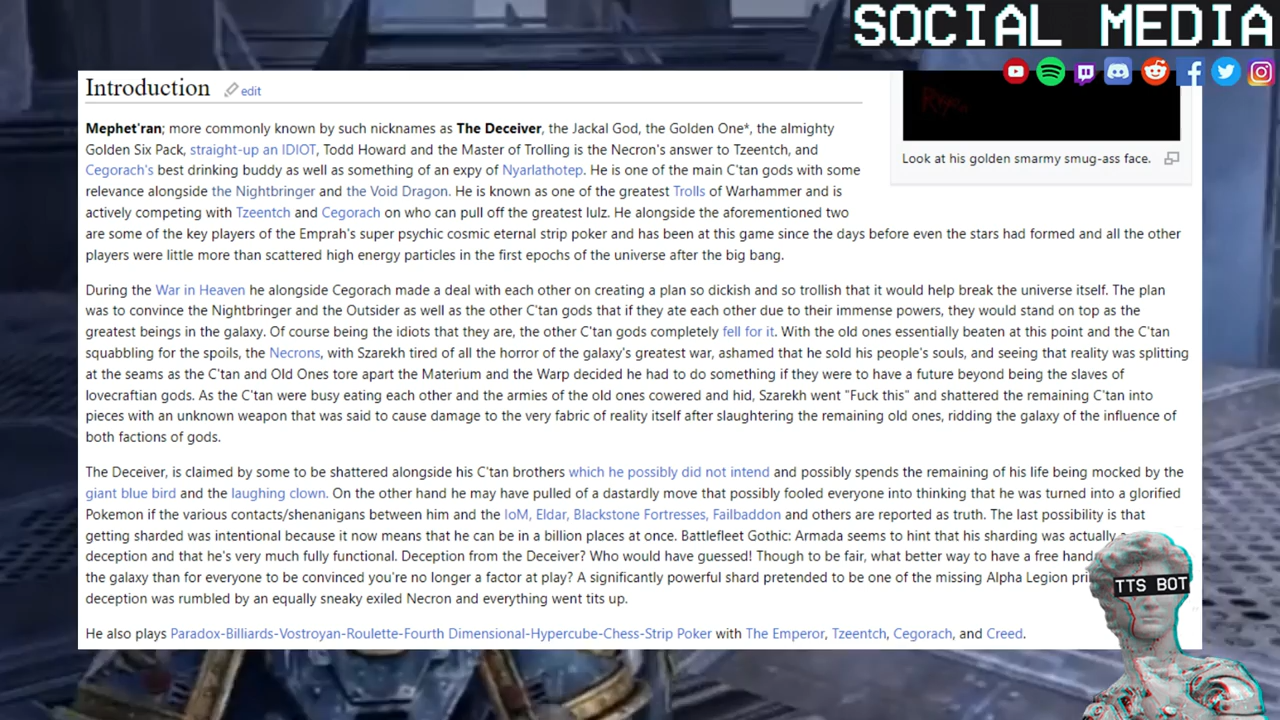 SOCIAL MEDIA
Introduction edit
Look at his golden smarmy smug-ass face.
Mephet'ran; more commonly known by such nicknames as The Deceiver, the Jackal God, the Golden One*, the almighty
Golden Six Pack, straight-up an IDIOT, Todd Howard and the Master of Trolling is the Necron's answer to Tzeentch, and
Cegorach's best drinking buddy as well as something of an expy of Nyarlathotep. He is one of the main C'tan gods with some
relevance alongside the Nightbringer and the Void Dragon. He is known as one of the greatest Trolls of Warhammer and is
actively competing with Tzeentch and Cegorach on who can pull off the greatest lulz. He alongside the aforementioned two
are some of the key players of the Emprah's super psychic cosmic eternal strip poker and has been at this game since the days before even the stars had formed and all the other
players were little more than scattered high energy particles in the first epochs of the universe after the big bang.
During the War in Heaven he alongside Cegorach made a deal with each other on creating a plan so dickish and so trollish that it would help break the universe itself. The plan
was to convince the Nightbringer and the Outsider as well as the other C'tan gods that if they ate each other due to their immense powers, they would stand on top as the
greatest beings in the galaxy. Of course being the idiots that they are, the other C'tan gods completely fell for it. With the old ones essentially beaten at this point and the C'tan
squabbling for the spoils, the Necrons, with Szarekh tired of all the horror of the galaxy's greatest war, ashamed that he sold his people's souls, and seeing that reality was splitting
at the seams as the C'tan and Old Ones tore apart the Materium and the Warp decided he had to do something if they were to have a future beyond being the slaves of
lovecraftian gods. As the C'tan were busy eating each other and the armies of the old ones cowered and hid, Szarekh went "Fuck this" and shattered the remaining C'tan into
pieces with an unknown weapon that was said to cause damage to the very fabric of reality itself after slaughtering the remaining old ones, ridding the galaxy of the influence of
both factions of gods.
The Deceiver, is claimed by some to be shattered alongside his C'tan brothers which he possibly did not intend and possibly spends the remaining of his life being mocked by the
giant blue bird and the laughing clown. On the other hand he may have pulled of a dastardly move that possibly fooled everyone into thinking that he was turned into a glorified
Pokemon if the various contacts/shenanigans between him and the IoM, Eldar, Blackstone Fortresses, Failbaddon and others are reported as truth. The last possibility is that
getting sharded was intentional because it now means that he can be in a billion places at once. Battlefleet Gothic: Armada seems to hint that his sharding was actually
deception and that he's very much fully functional. Deception from the Deceiver? Who would have guessed! Though to be fair, what better way to have a free hand
the galaxy than for everyone to be convinced you're no longer a factor at play? A significantly powerful shard pretended to be one of the missing Alpha Legion
deception was rumbled by an equally sneaky exiled Necron and everything went tits up.
He also plays Paradox-Billiards-Vostroyan-Roulette-Fourth Dimensional-Hypercube-Chess-Strip Poker with The Emperor, Tzeentch, Cegorach, and Creed.
TTS BOT